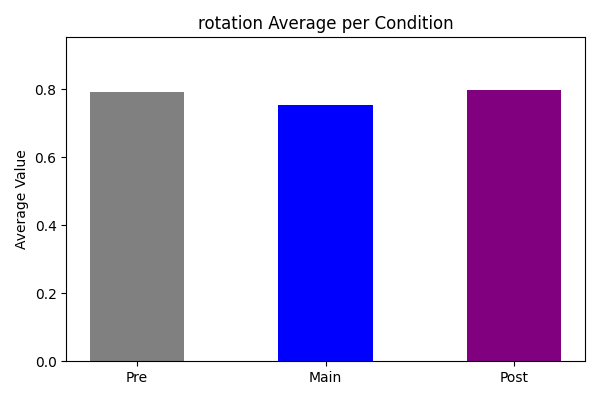 rotation Average per Condition
Average Value
0.8
0.6
0.4
0.2
0.0
Pre
Main
Post